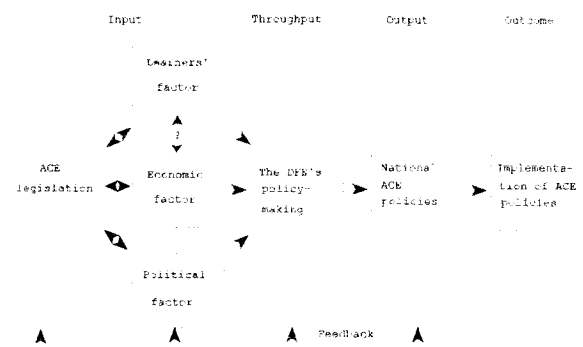 Input Throughput Output Outcome
Learners'
factor
?
ACE
legislation
Economic
factor
The DFE's
policy-
making
National
ACE
policies
Implementa-
tion of ACE
policies
Political
factor
Feedback